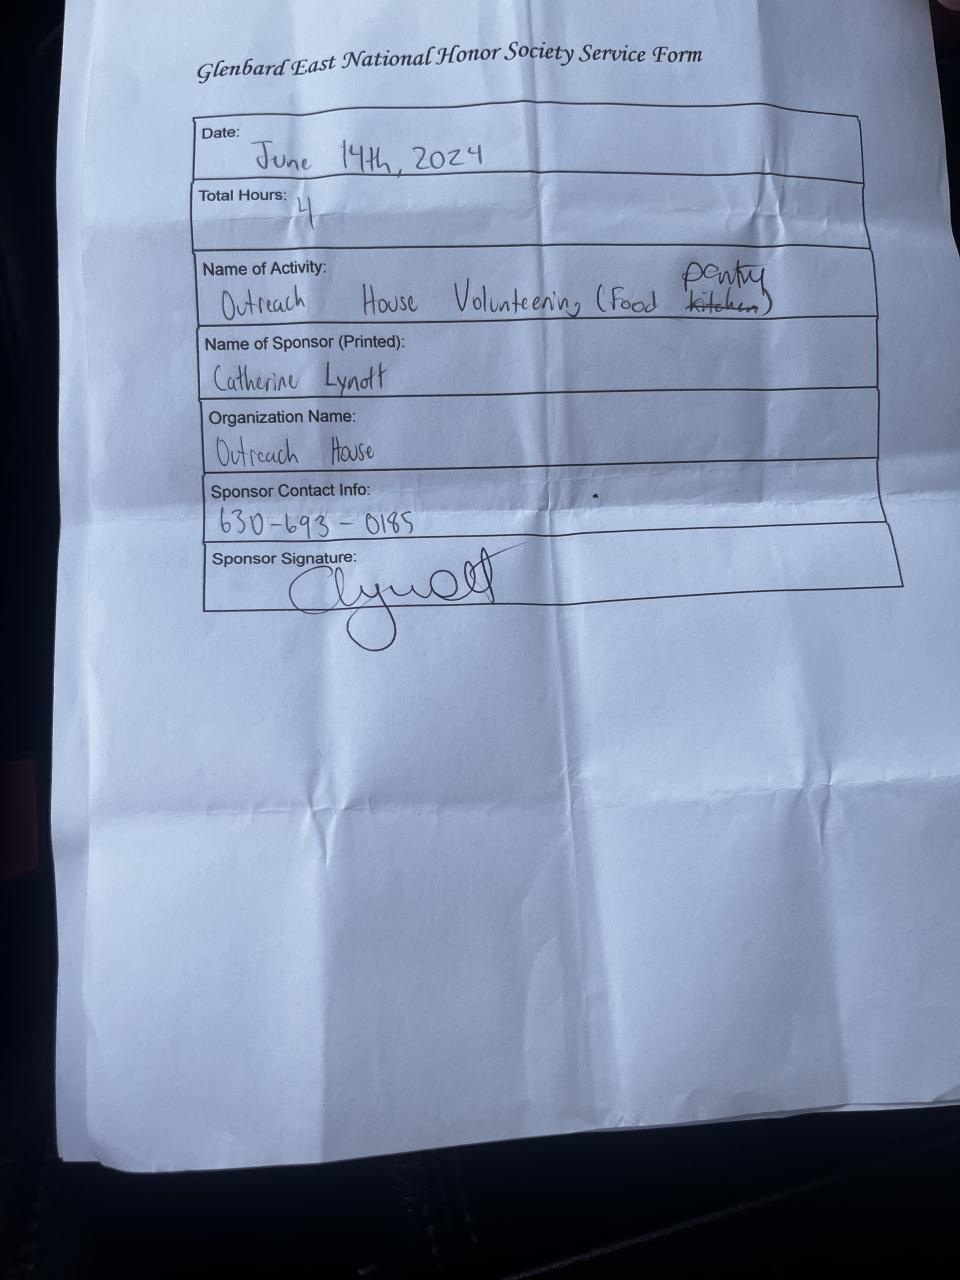 Glenbard East National Honor Society Service Form
Date:
June 14th, 2024
Total Hours: 4
Name of Activity:
pantry
Outreach House Volunteering (Food kitchen)
Name of Sponsor (Printed):
Catherine Lynott
Organization Name:
Outreach House
Sponsor Contact Info:
630-693-0185
Sponsor Signature:
Clynott